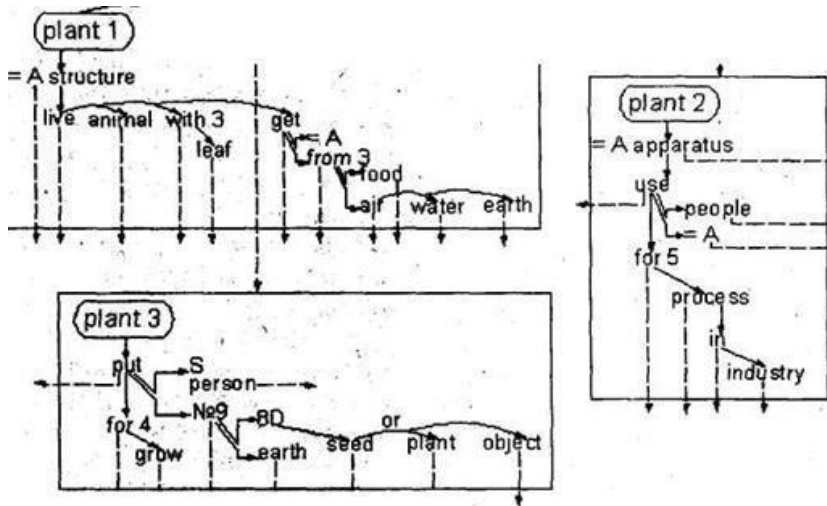 plant 1
= A structure
live animal with 3 get
leaf
= A
from 3
food
air water earth
plant 2
= A apparatus
use
people
= A
for 5
process
in
industry
plant 3
put
S
person
for 4
№9
BD
or
grow
earth
seed plant object